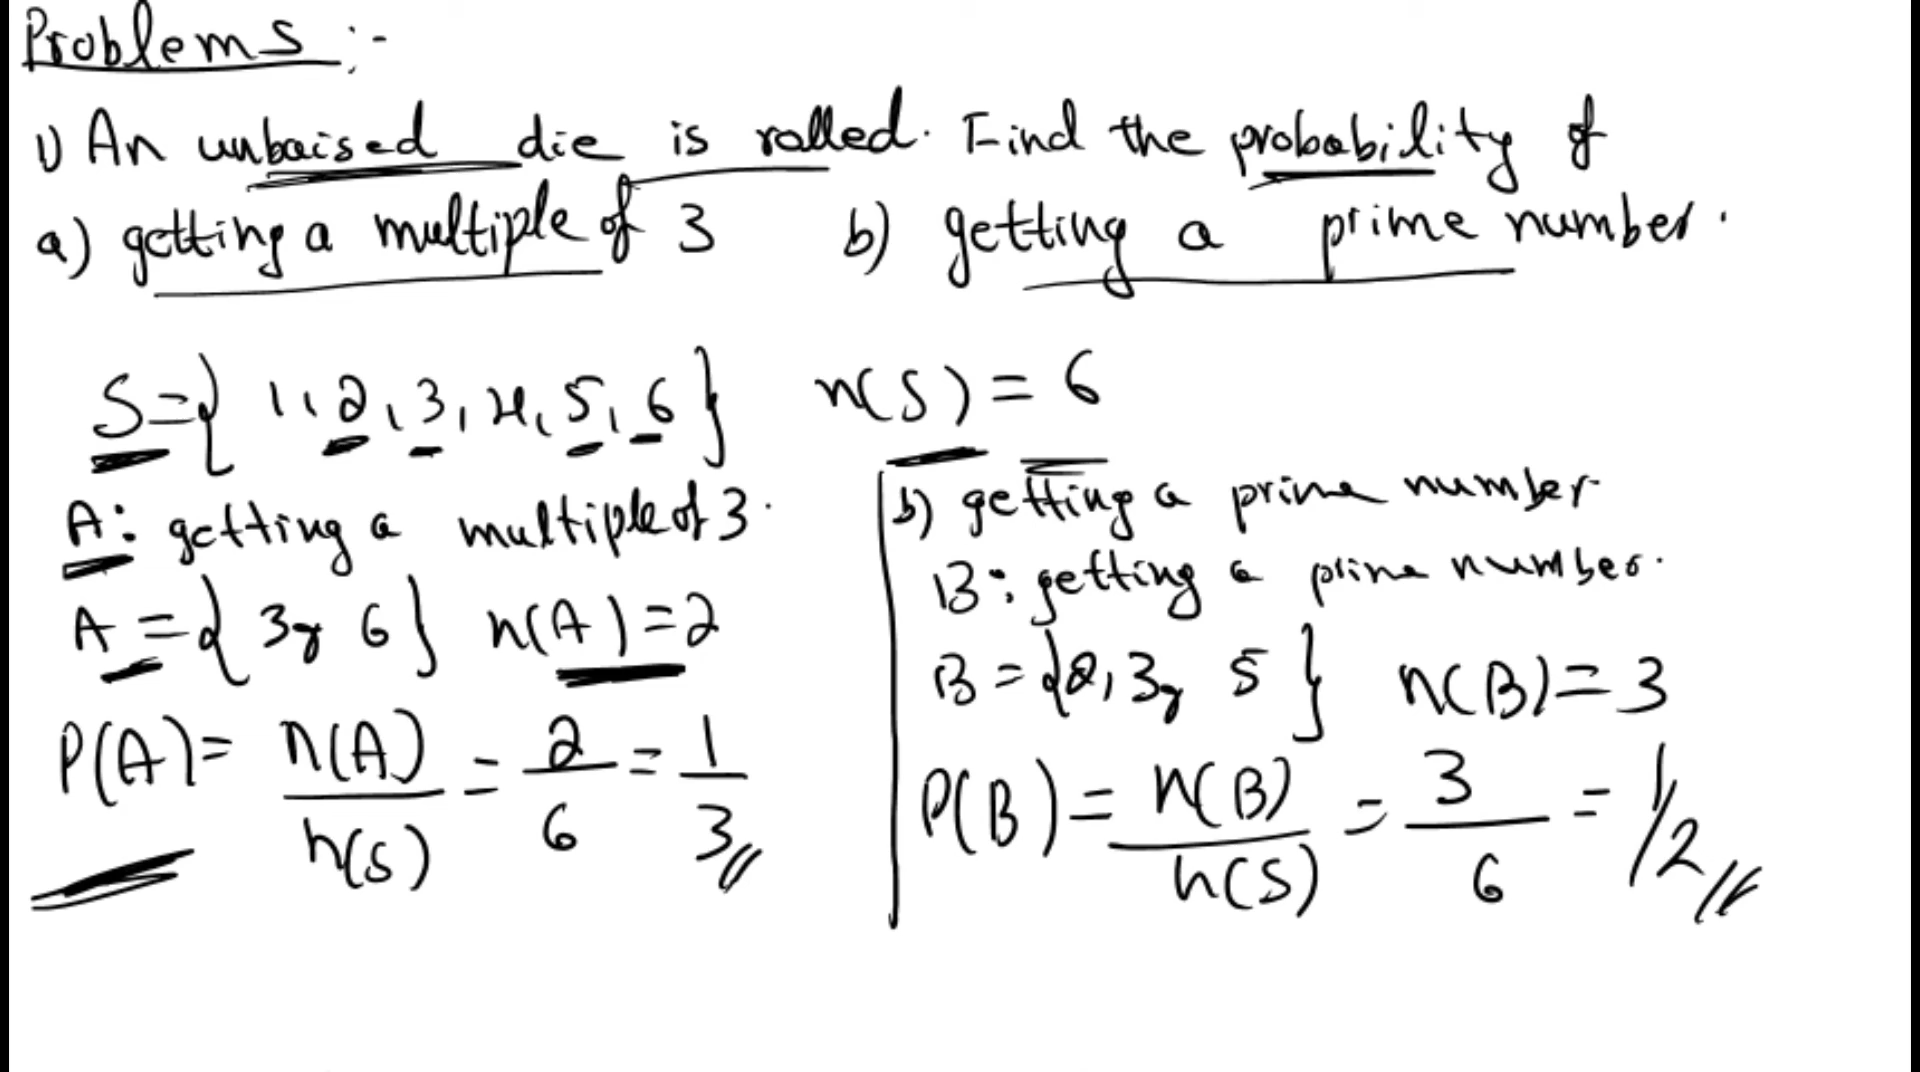 Problems :-
1) An unbaised die is rolled. Find the probability of
a) getting a multiple of 3 b) getting a prime number.
S={ 1, 2, 3, 4, 5, 6 } n(S) = 6
A: getting a multiple of 3.
A = { 3, 6 } n(A) = 2
P(A) = n(A)/n(S) = 2/6 = 1/3
b) getting a prime number
B: getting a prime number.
B = {2, 3, 5 } n(B) = 3
P(B) = n(B)/n(S) = 3/6 = 1/2